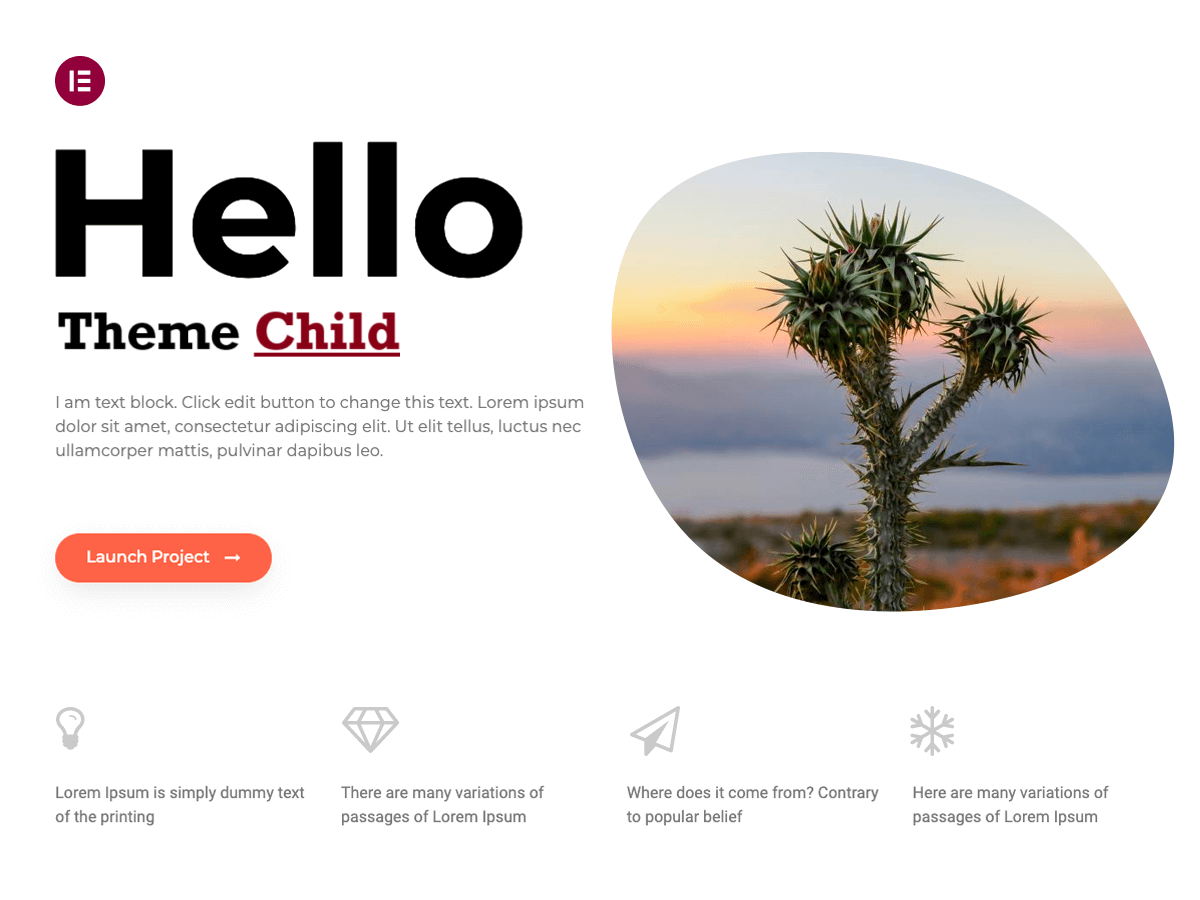 Hello
Theme Child
I am text block. Click edit button to change this text. Lorem ipsum
dolor sit amet, consectetur adipiscing elit. Ut elit tellus, luctus nec
ullamcorper mattis, pulvinar dapibus leo.
Launch Project →
Lorem Ipsum is simply dummy text
of the printing
There are many variations of
passages of Lorem Ipsum
Where does it come from? Contrary
to popular belief
Here are many variations of
passages of Lorem Ipsum